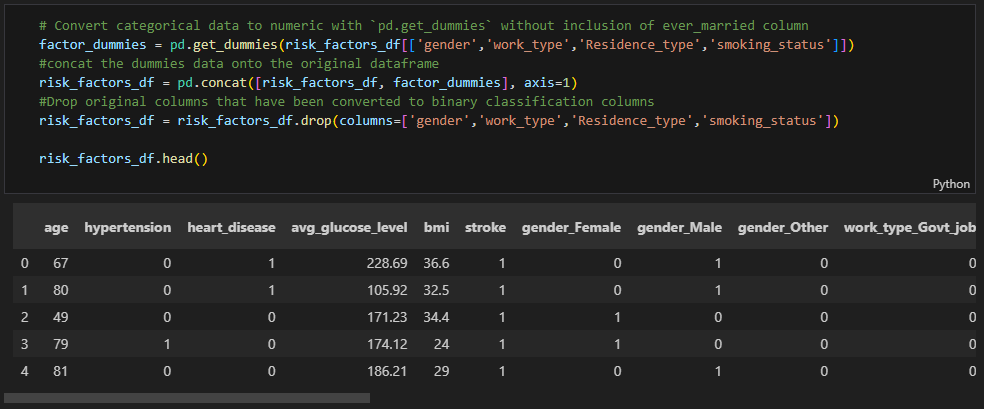 # Convert categorical data to numeric with `pd.get_dummies` without inclusion of ever_married column
factor_dummies = pd.get_dummies(risk_factors_df[['gender','work_type','Residence_type','smoking_status']])
#concat the dummies data onto the original dataframe
risk_factors_df = pd.concat([risk_factors_df, factor_dummies], axis=1)
#Drop original columns that have been converted to binary classification columns
risk_factors_df = risk_factors_df.drop(columns=['gender','work_type','Residence_type','smoking_status'])
risk_factors_df.head()
Python
age hypertension heart_disease avg_glucose_level bmi stroke gender_Female gender_Male gender_Other work_type_Govt_job
0 67 0 1 228.69 36.6 1 0 1 0 0
1 80 0 1 105.92 32.5 1 0 1 0 0
2 49 0 0 171.23 34.4 1 1 0 0 0
3 79 1 0 174.12 24 1 1 0 0 0
4 81 0 0 186.21 29 1 0 1 0 0